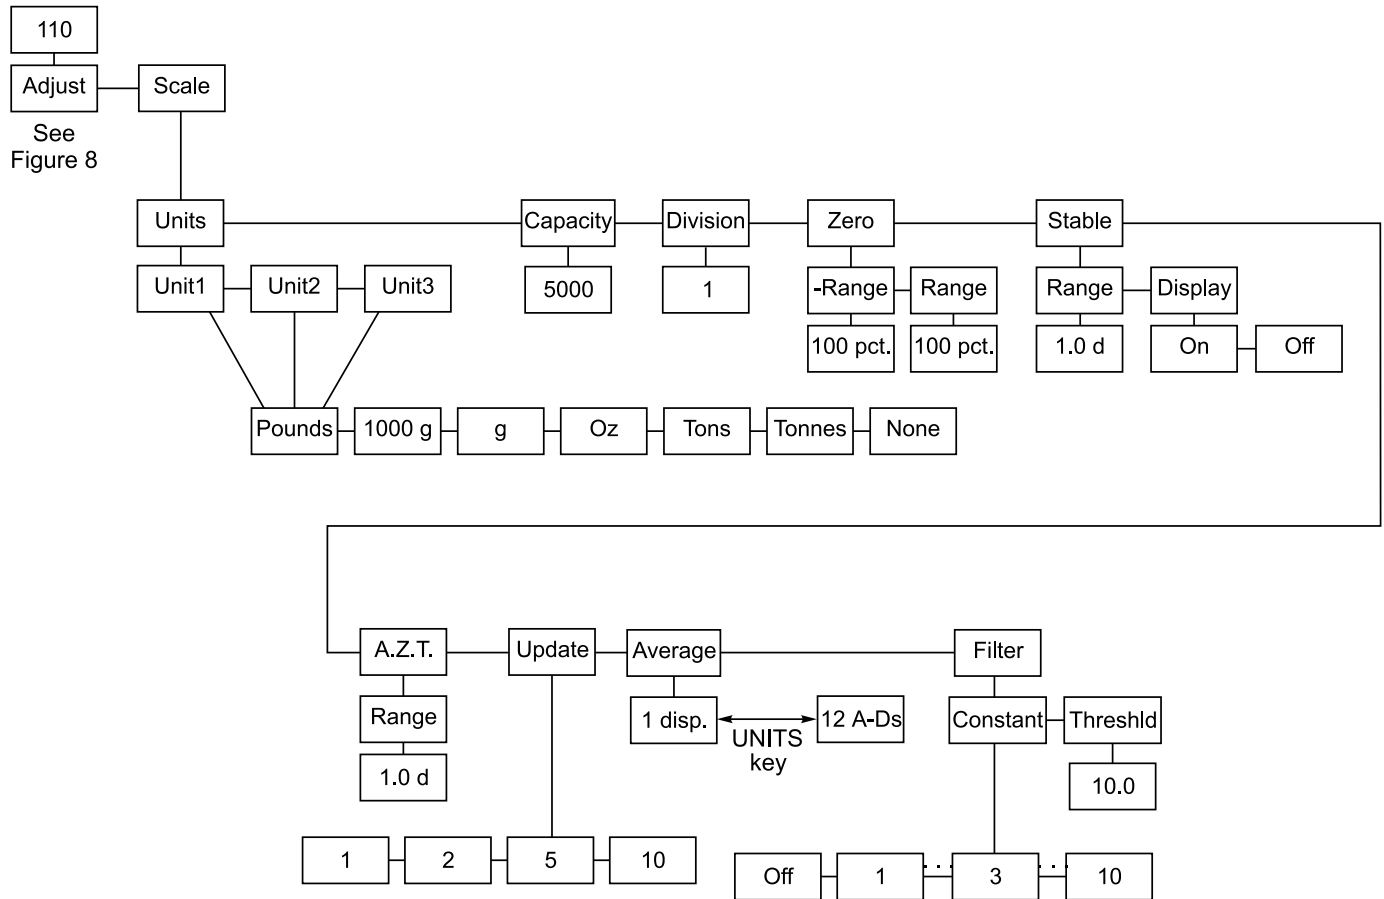 110
Adjust
Scale
See
Figure 8
Units
Capacity
Division
Zero
Stable
Unit1
Unit2
Unit3
5000
1
-Range
Range
Range
Display
100 pct.
100 pct.
1.0 d
On
Off
Pounds
1000 g
g
Oz
Tons
Tonnes
None
A.Z.T.
Update
Average
Filter
Range
1 disp.
UNITS
key
12 A-Ds
Constant
Threshld
1.0 d
10.0
1
2
5
10
Off
1
3
10